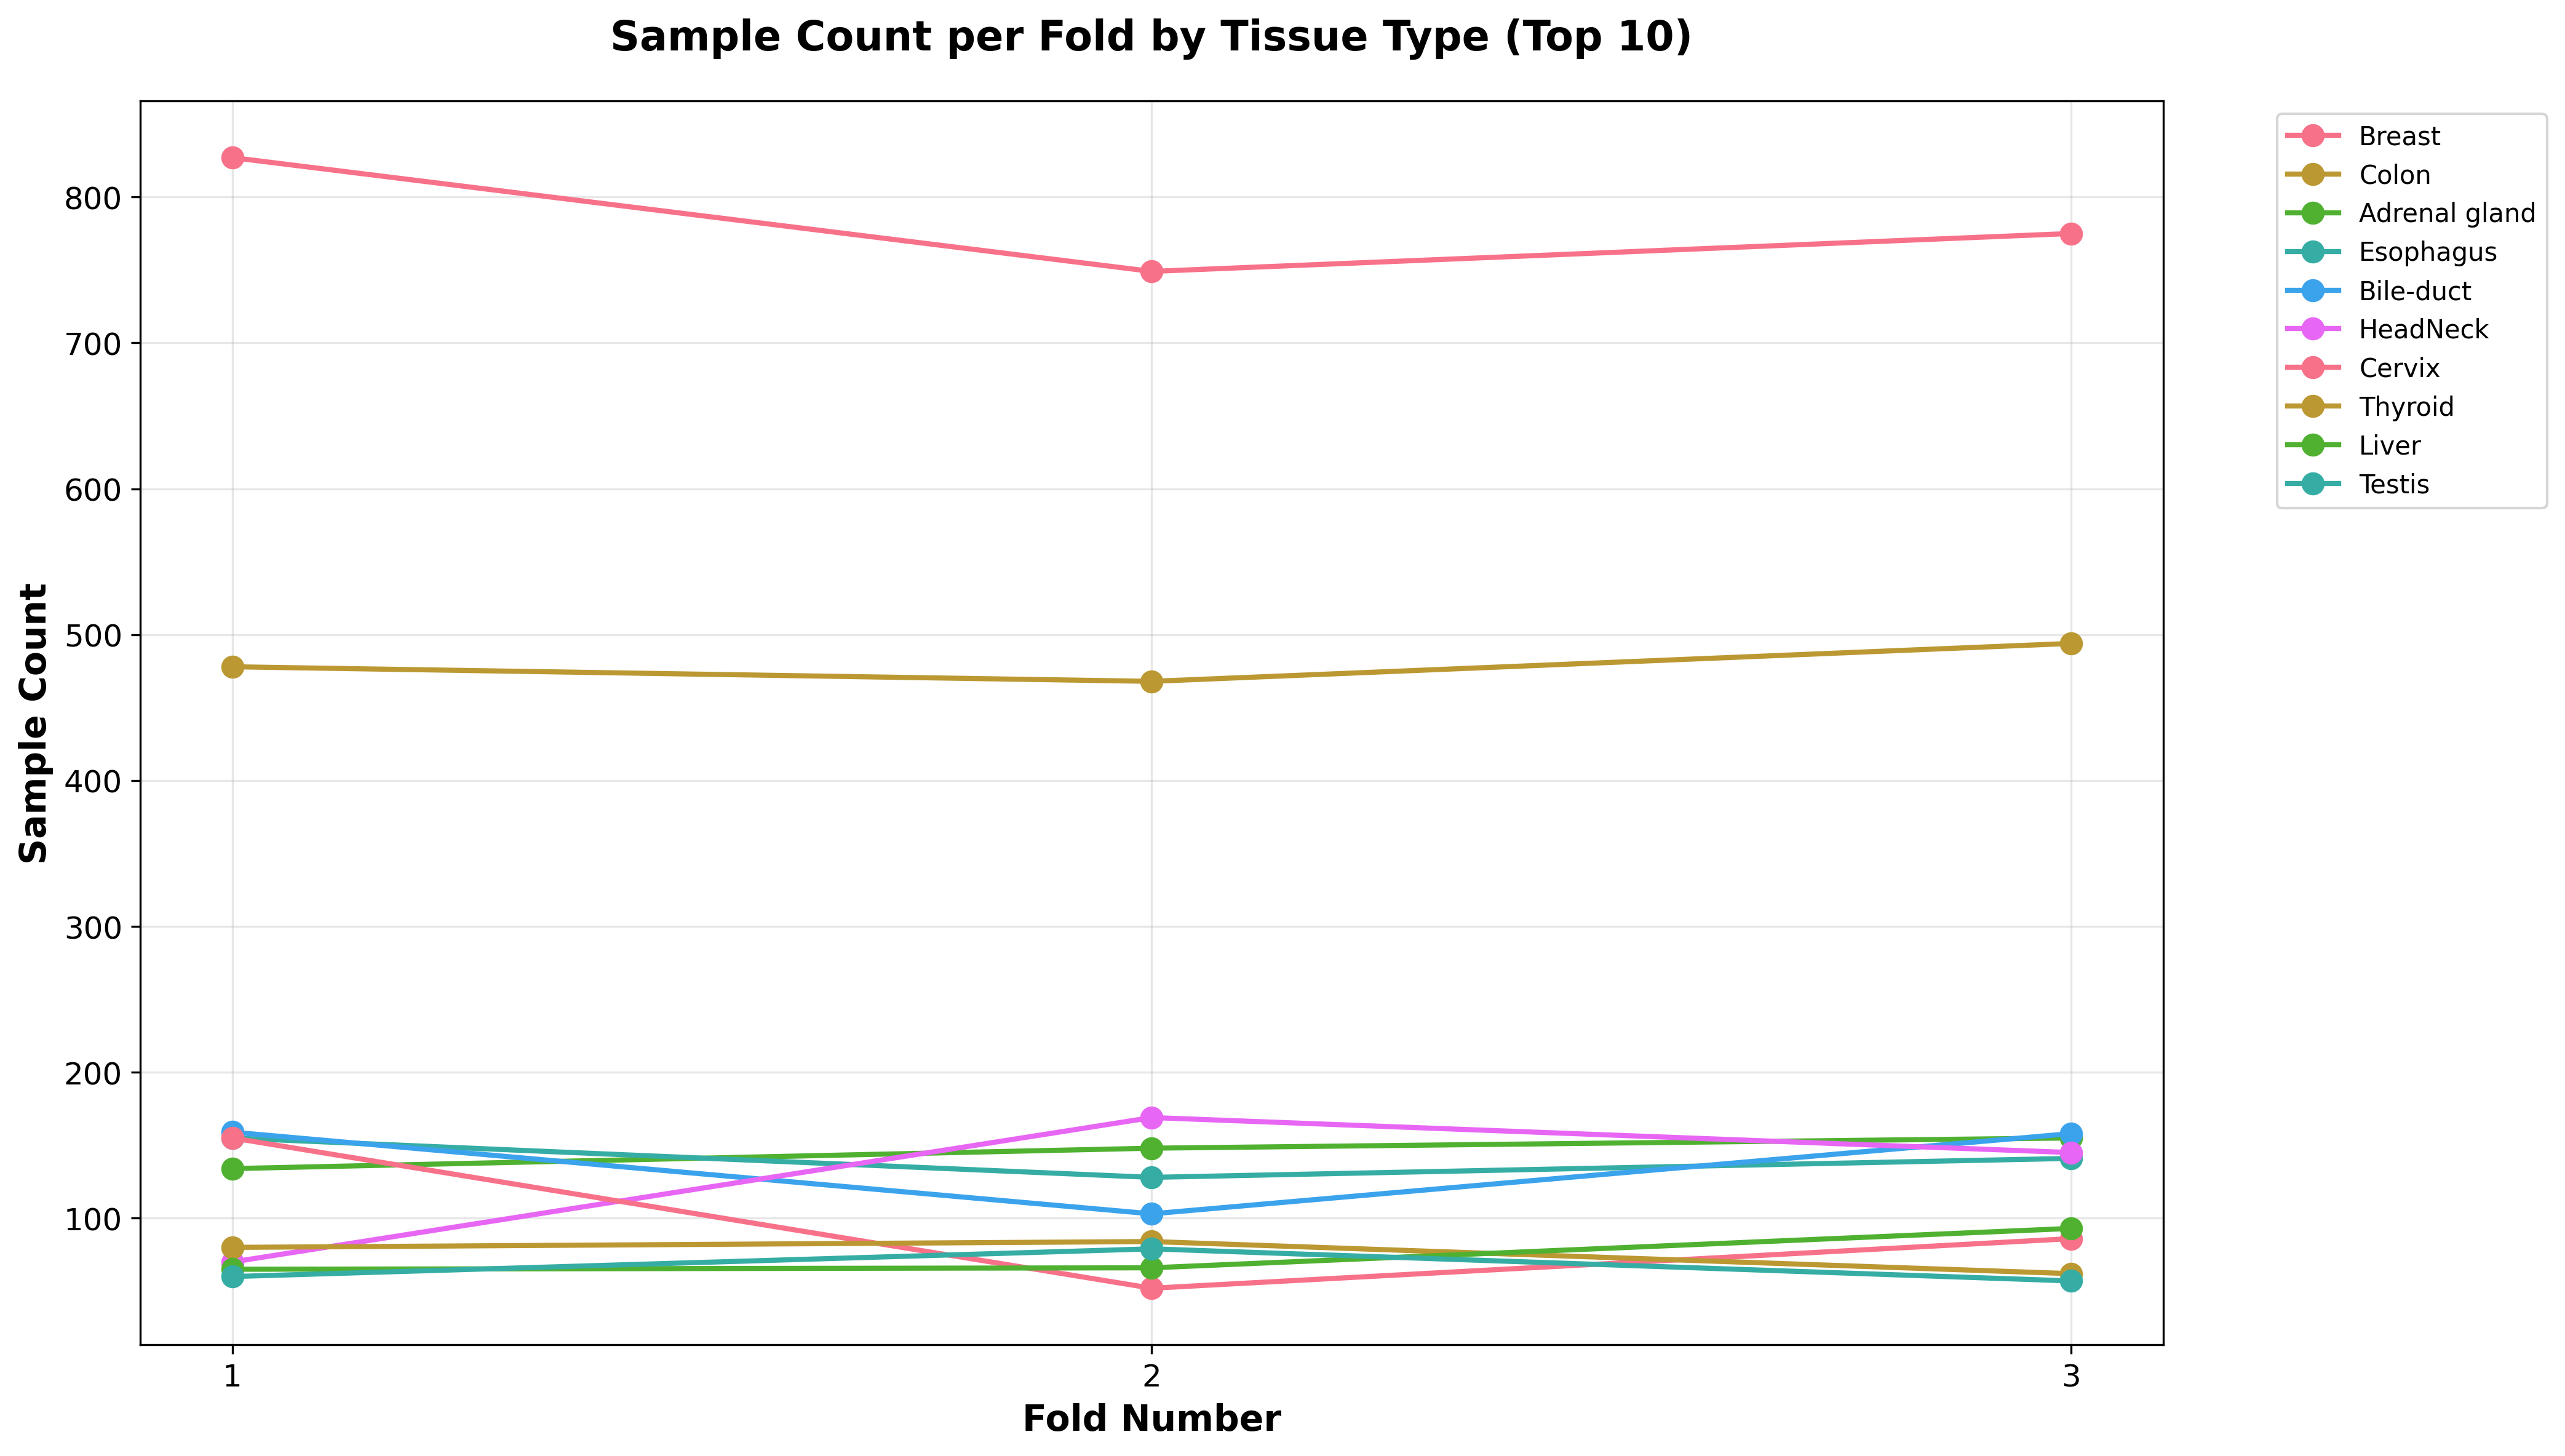 Sample Count per Fold by Tissue Type (Top 10)
Sample Count
800
700
600
500
400
300
200
100
1
2
3
Fold Number
Breast
Colon
Adrenal gland
Esophagus
Bile-duct
HeadNeck
Cervix
Thyroid
Liver
Testis